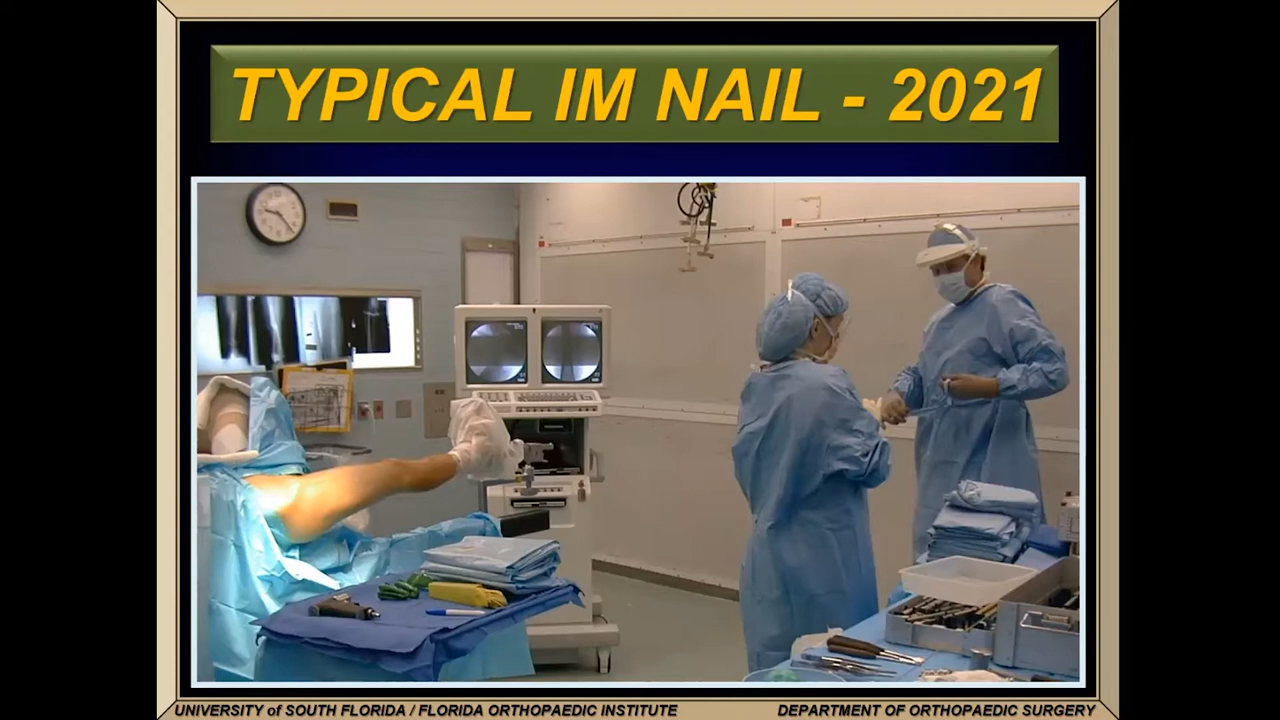 TYPICAL IM NAIL - 2021
UNIVERSITY of SOUTH FLORIDA / FLORIDA ORTHOPAEDIC INSTITUTE
DEPARTMENT OF ORTHOPAEDIC SURGERY